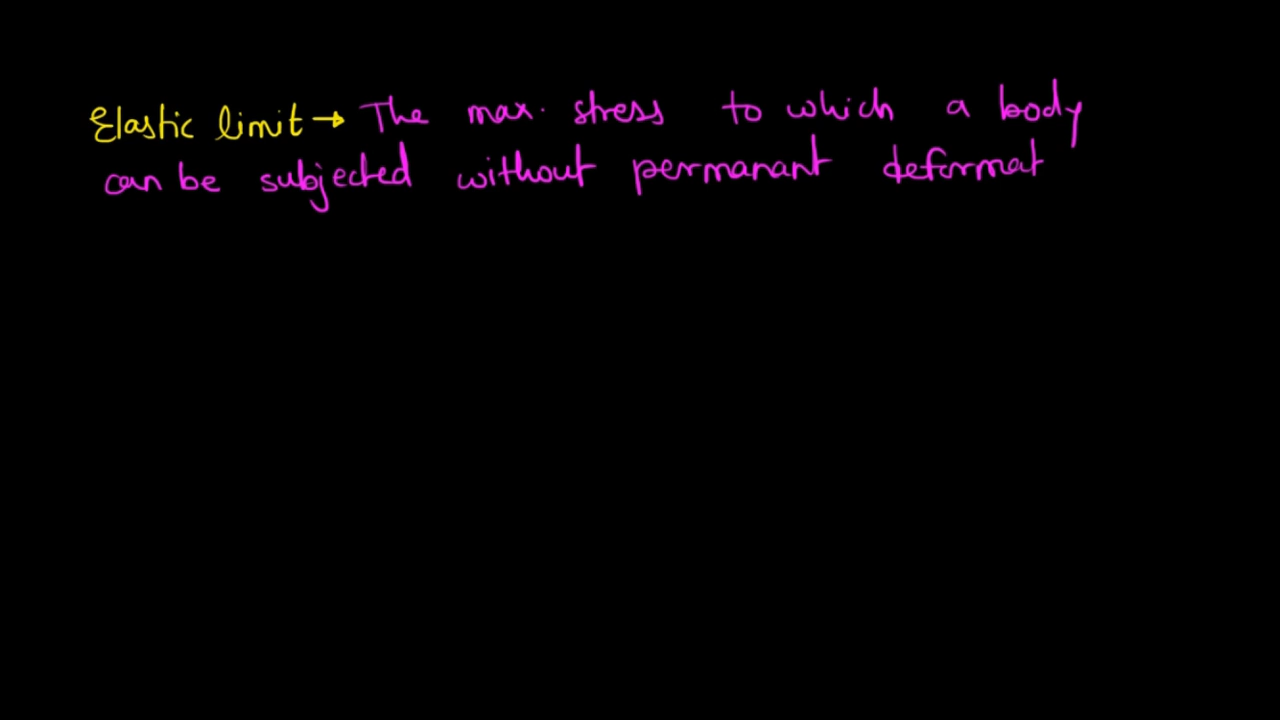 Elastic limit → The max. stress to which a body
can be subjected without permanant deformat